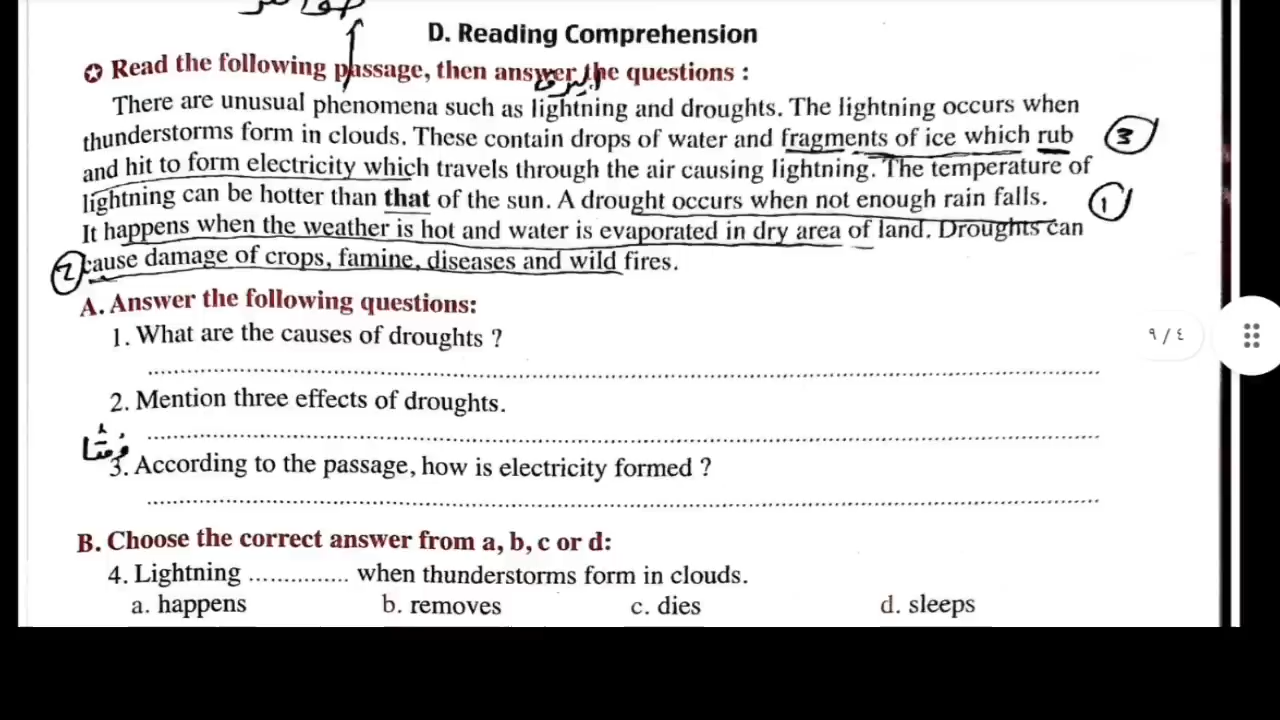 ظواهر
D. Reading Comprehension
Read the following passage, then answer the questions :
البرق
There are unusual phenomena such as lightning and droughts. The lightning occurs when
thunderstorms form in clouds. These contain drops of water and fragments of ice which rub
3
and hit to form electricity which travels through the air causing lightning. The temperature of
lightning can be hotter than that of the sun. A drought occurs when not enough rain falls.
1
It happens when the weather is hot and water is evaporated in dry area of land. Droughts can
2
cause damage of crops, famine, diseases and wild fires.
A. Answer the following questions:
1. What are the causes of droughts ?
٩ / ٤
2. Mention three effects of droughts.
3. According to the passage, how is electricity formed ?
B. Choose the correct answer from a, b, c or d:
4. Lightning .............. when thunderstorms form in clouds.
a. happens b. removes c. dies d. sleeps